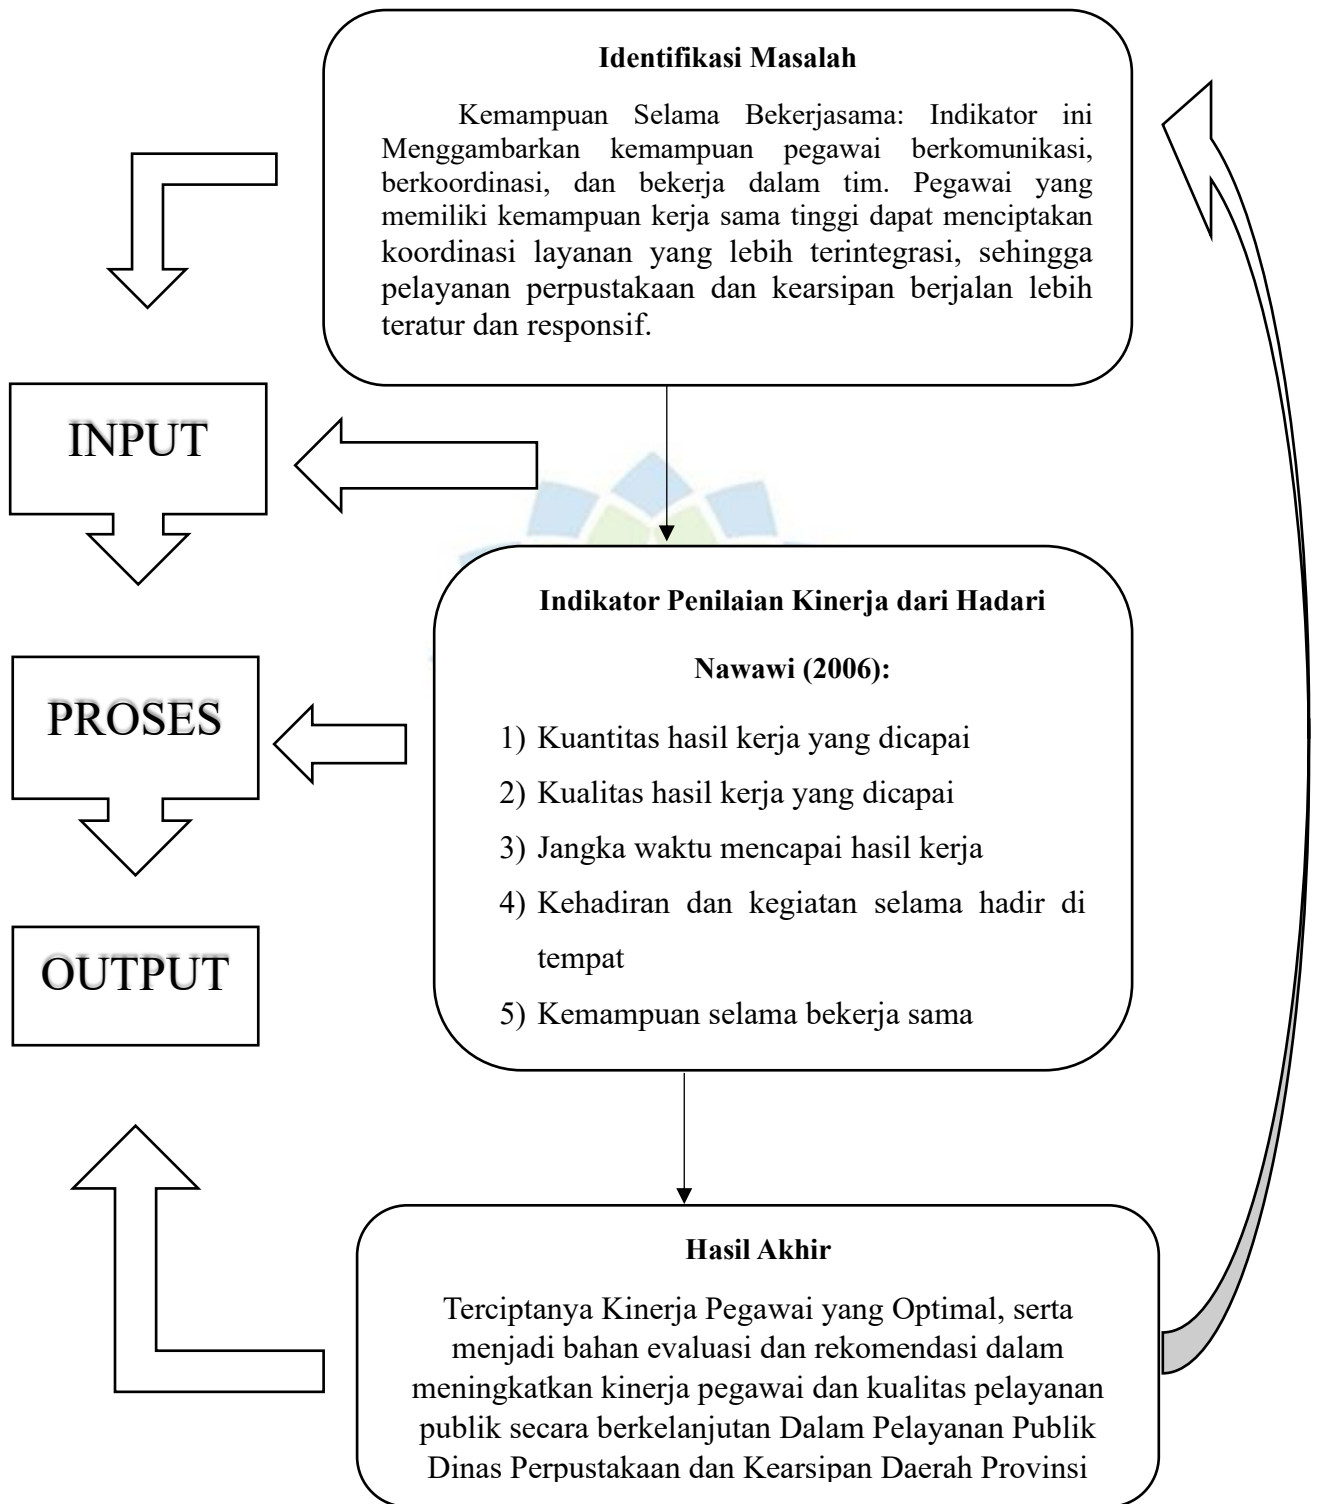 Identifikasi Masalah
Kemampuan Selama Bekerjasama: Indikator ini
Menggambarkan kemampuan pegawai berkomunikasi,
berkoordinasi, dan bekerja dalam tim. Pegawai yang
memiliki kemampuan kerja sama tinggi dapat menciptakan
koordinasi layanan yang lebih terintegrasi, sehingga
pelayanan perpustakaan dan kearsipan berjalan lebih
teratur dan responsif.
INPUT
Indikator Penilaian Kinerja dari Hadari
Nawawi (2006):
1) Kuantitas hasil kerja yang dicapai
2) Kualitas hasil kerja yang dicapai
3) Jangka waktu mencapai hasil kerja
4) Kehadiran dan kegiatan selama hadir di
tempat
5) Kemampuan selama bekerja sama
PROSES
OUTPUT
Hasil Akhir
Terciptanya Kinerja Pegawai yang Optimal, serta
menjadi bahan evaluasi dan rekomendasi dalam
meningkatkan kinerja pegawai dan kualitas pelayanan
publik secara berkelanjutan Dalam Pelayanan Publik
Dinas Perpustakaan dan Kearsipan Daerah Provinsi